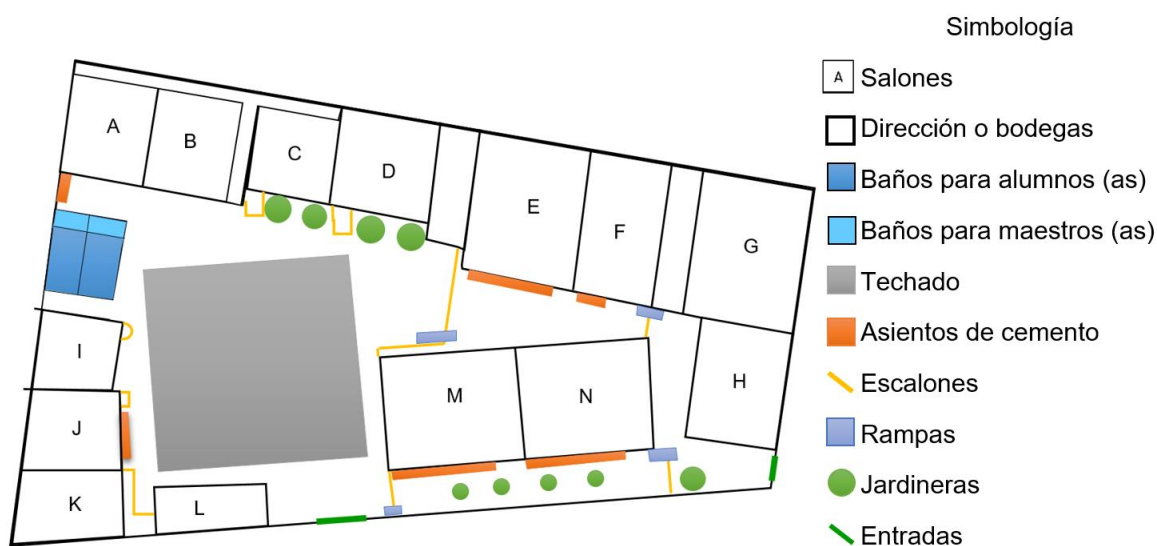 Simbología
A Salones
Dirección o bodegas
Baños para alumnos (as)
Baños para maestros (as)
Techado
Asientos de cemento
Escalones
Rampas
Jardineras
Entradas
A
B
C
D
E
F
G
H
I
J
K
L
M
N